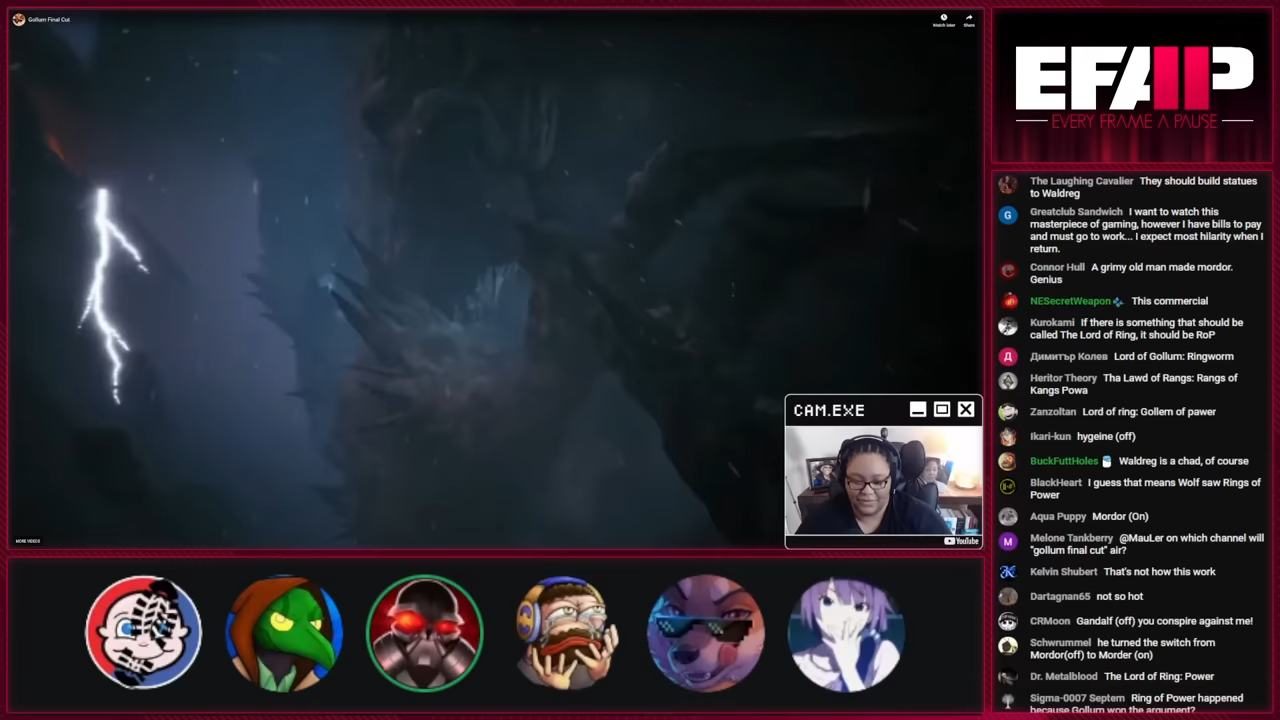 Gollum Final Cut
Watch later
Share
EFAP
EVERY FRAME A PAUSE
The Laughing Cavalier They should build statues
to Waldreg
G
Greatclub Sandwich I want to watch this
masterpiece of gaming, however I have bills to pay
and must go to work... I expect most hilarity when I
return.
Connor Hull A grimy old man made mordor.
Genius
NESecretWeapon This commercial
Kurokami If there is something that should be
called The Lord of Ring, it should be RoP
Д
Димитър Колев Lord of Gollum: Ringworm
Heritor Theory Tha Lawd of Rangs: Rangs of
Kangs Powa
Zanzoltan Lord of ring: Gollem of pawer
Ikari-kun hygeine (off)
BuckFuttHoles Waldreg is a chad, of course
BlackHeart I guess that means Wolf saw Rings of
Power
Aqua Puppy Mordor (On)
M
Melone Tankberry @MauLer on which channel will
"gollum final cut" air?
Kelvin Shubert That's not how this work
Dartagnan65 not so hot
CRMoon Gandalf (off) you conspire against me!
Schwrummel he turned the switch from
Mordor(off) to Morder (on)
Dr. Metalblood The Lord of Ring: Power
Sigma-0007 Septem Ring of Power happened
because Gollum won the argument?
CAM.EXE
YouTube
MORE VIDEOS